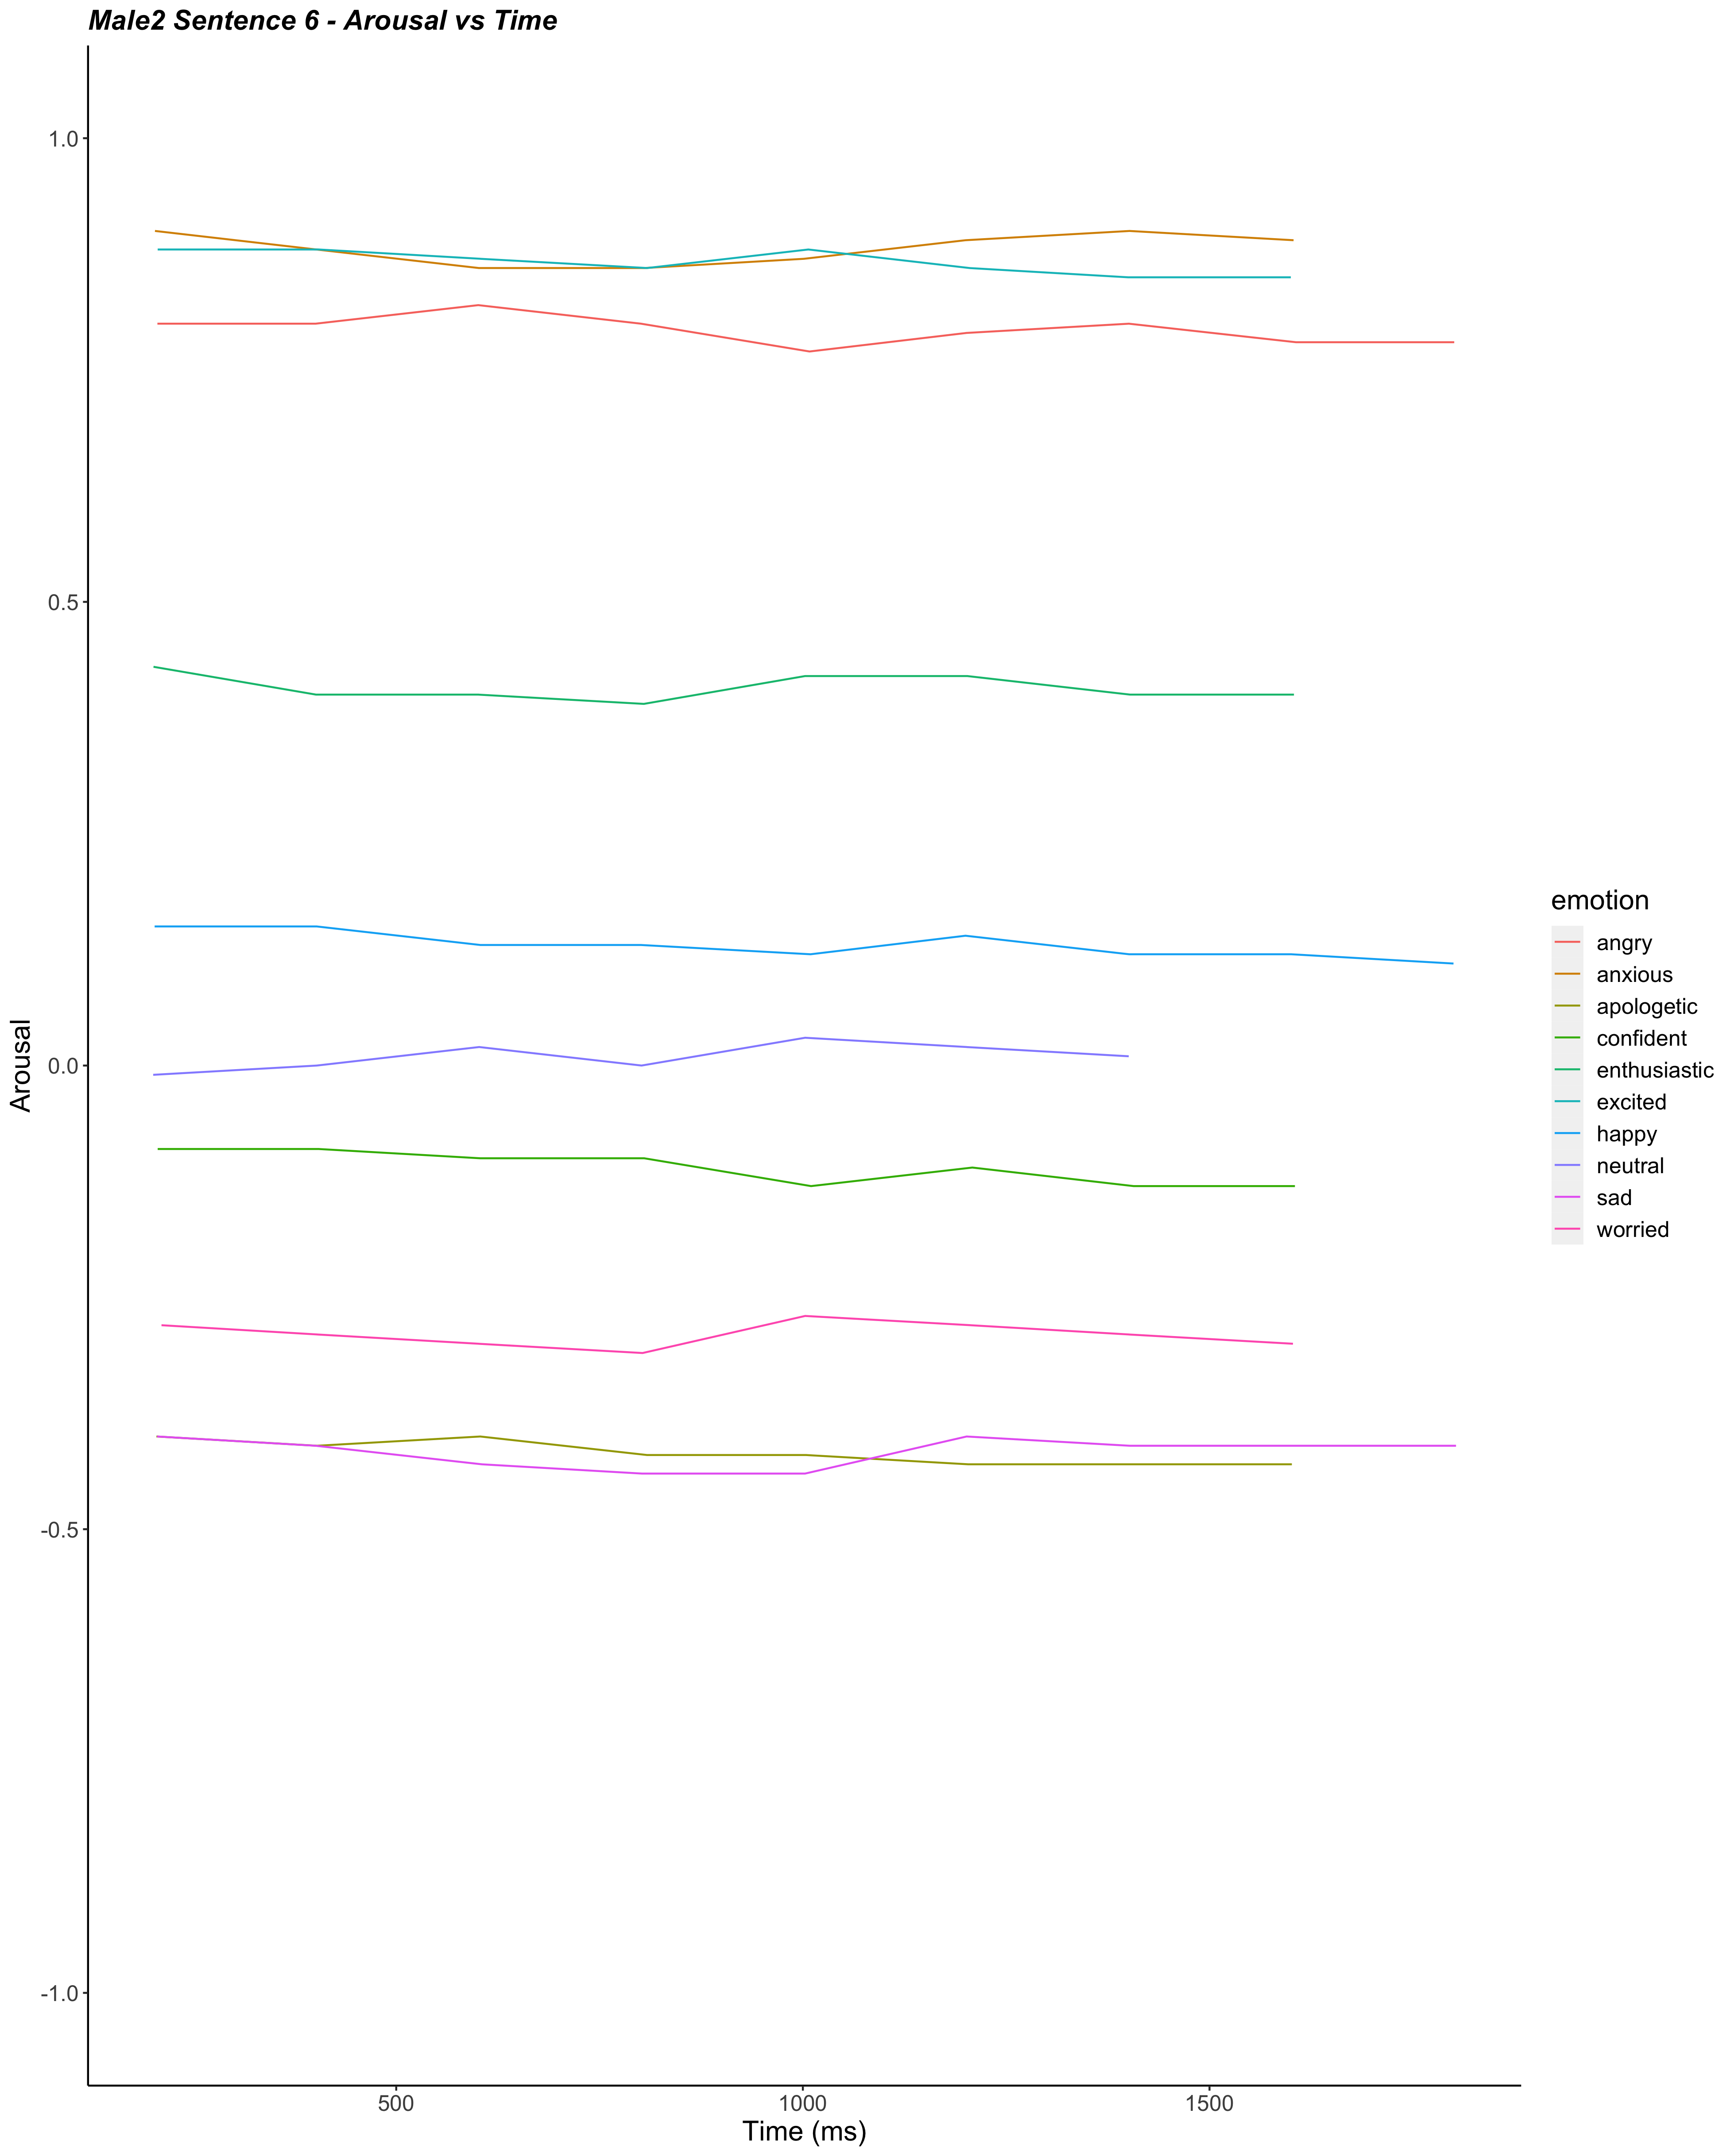 Male2 Sentence 6 - Arousal vs Time
1.0
0.5
0.0
-0.5
-1.0
Arousal
500
1000
1500
Time (ms)
emotion
angry
anxious
apologetic
confident
enthusiastic
excited
happy
neutral
sad
worried